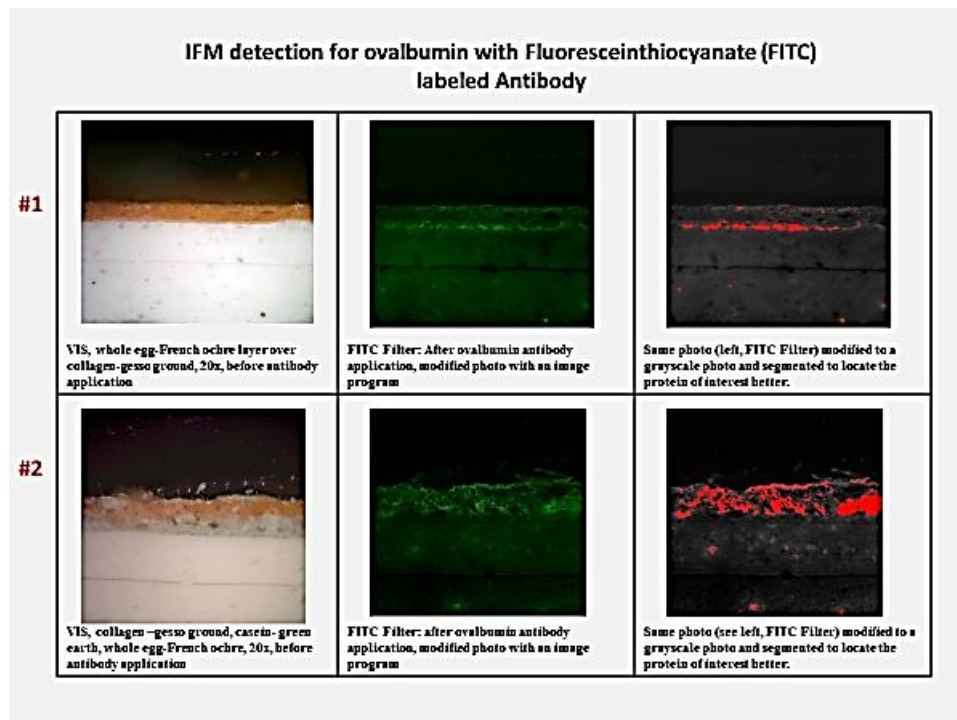 IFM detection for ovalbumin with Fluoresceinthiocyanate (FITC)
labeled Antibody
#1
VIS, whole egg-French ochre layer over
collagen-gesso ground, 20x, before antibody
application
FITC Filter: After ovalbumin antibody
application, modified photo with an image
program
Same photo (left, FITC Filter) modified to a
grayscale photo and segmented to locate the
protein of interest better.
#2
VIS, collagen –gesso ground, casein- green
earth, whole egg-French ochre, 20x, before
antibody application
FITC Filter: after ovalbumin antibody
application, modified photo with an image
program
Same photo (see left, FITC Filter) modified to a
grayscale photo and segmented to locate the
protein of interest better.